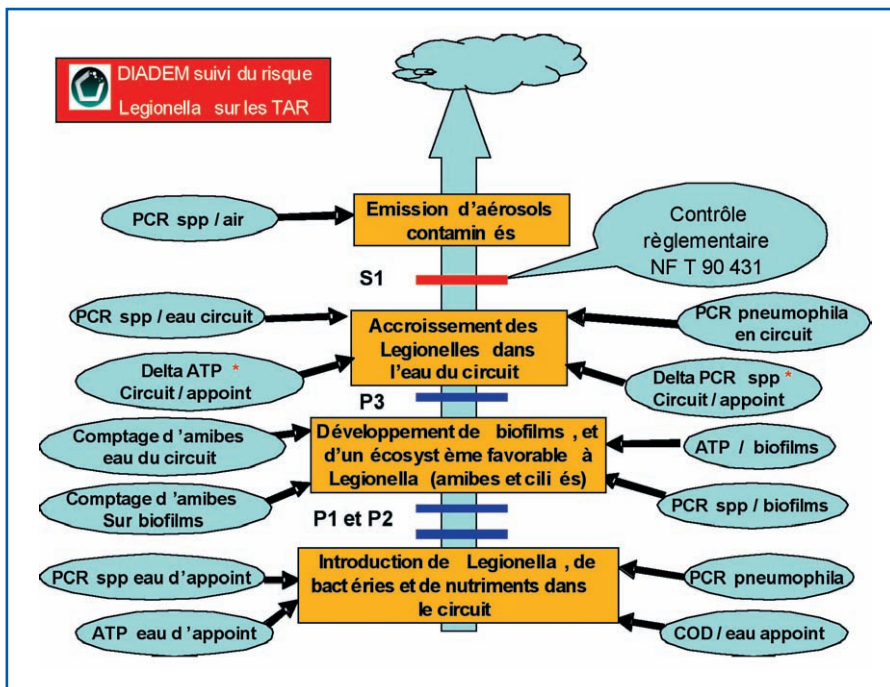 DIADEM suivi du risque
Legionella sur les TAR
PCR spp / air
Emission d'aérosols
contamin és
Contrôle
règlementaire
NF T 90 431
S1
PCR spp / eau circuit
Accroissement des
Legionelles dans
l'eau du circuit
PCR pneumophila
en circuit
Delta ATP *
Circuit / appoint
Delta PCR spp *
Circuit / appoint
P3
Comptage d 'amibes
eau du circuit
Développement de biofilms , et
d'un écosyst ème favorable à
Legionella (amibes et cili és)
ATP / biofilms
Comptage d 'amibes
Sur biofilms
PCR spp / biofilms
P1 et P2
PCR spp eau d'appoint
Introduction de Legionella , de
bact éries et de nutriments dans
le circuit
PCR pneumophila
ATP eau d 'appoint
COD / eau appoint